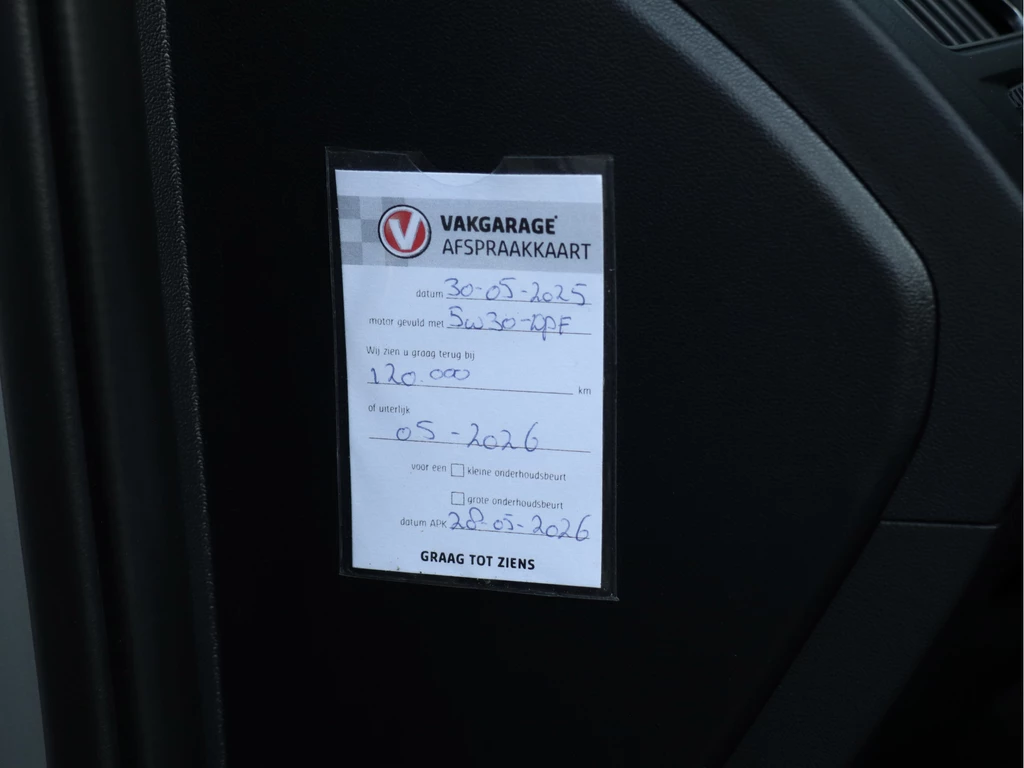 V
VAKGARAGE
AFSPRAAKKAART
datum 30-05-2025
motor gevuld met 5w30-DPF
Wij zien u graag terug bij
120.000 km
of uiterlijk
05-2026
voor een kleine onderhoudsbeurt
grote onderhoudsbeurt
datum APK 28-05-2026
GRAAG TOT ZIENS